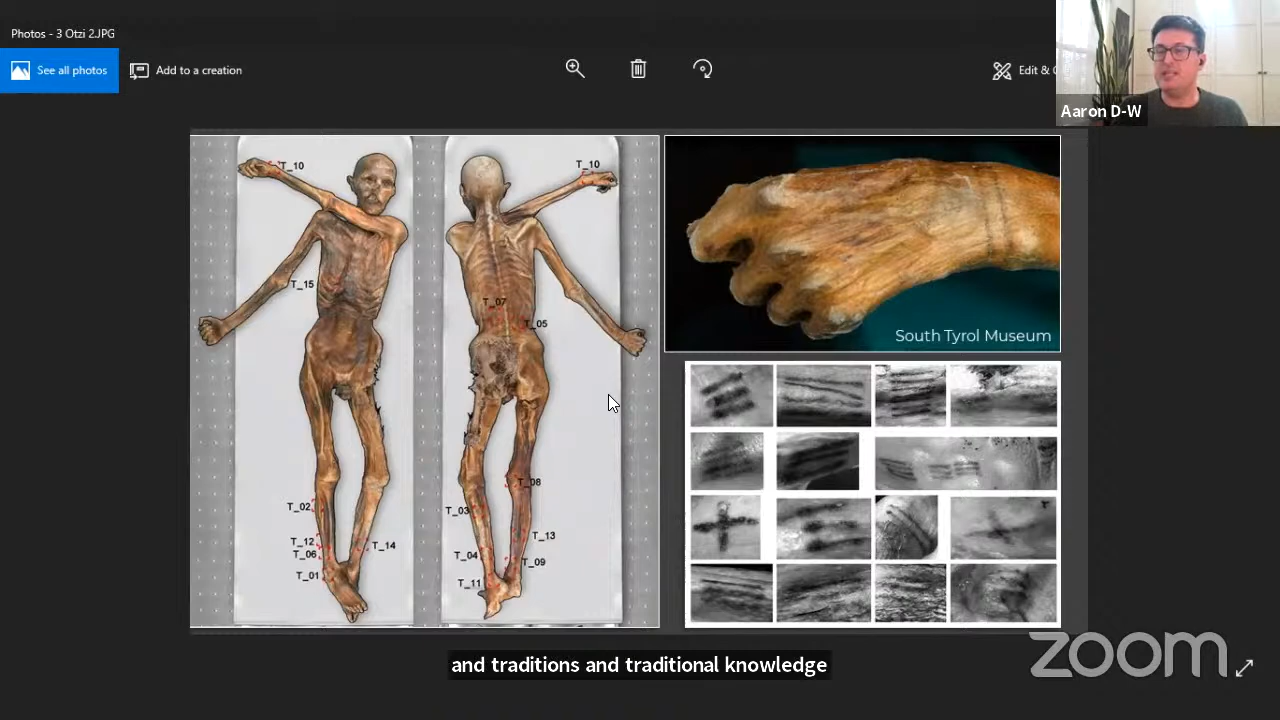 Photos - 3 Otzi 2.JPG
See all photos
Add to a creation
Edit &
Aaron D-W
T_10
T_10
T_15
T_07
T_05
T_08
T_02
T_03
T_12
T_14
T_13
T_06
T_04
T_09
T_01
T_11
South Tyrol Museum
and traditions and traditional knowledge
zoom